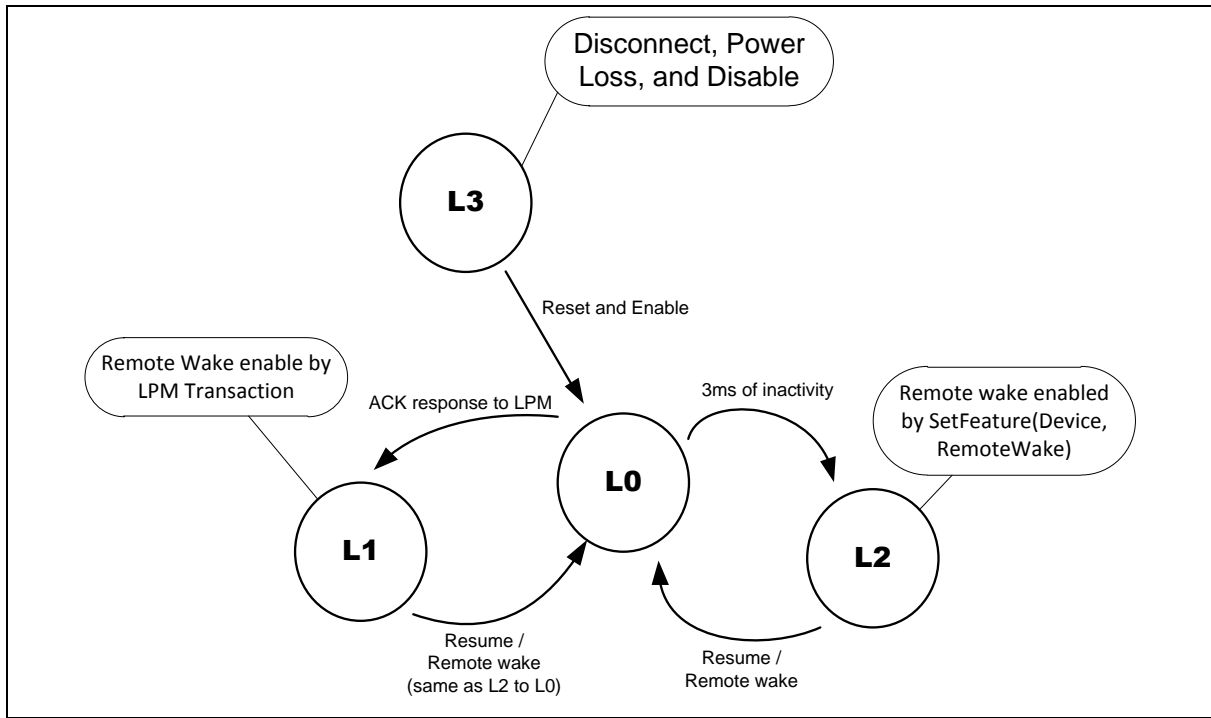 Disconnect, Power
Loss, and Disable
L3
Reset and Enable
Remote Wake enable by
LPM Transaction
ACK response to LPM
3ms of inactivity
Remote wake enabled
by SetFeature(Device,
RemoteWake)
L0
L1
L2
Resume /
Remote wake
(same as L2 to L0)
Resume /
Remote wake